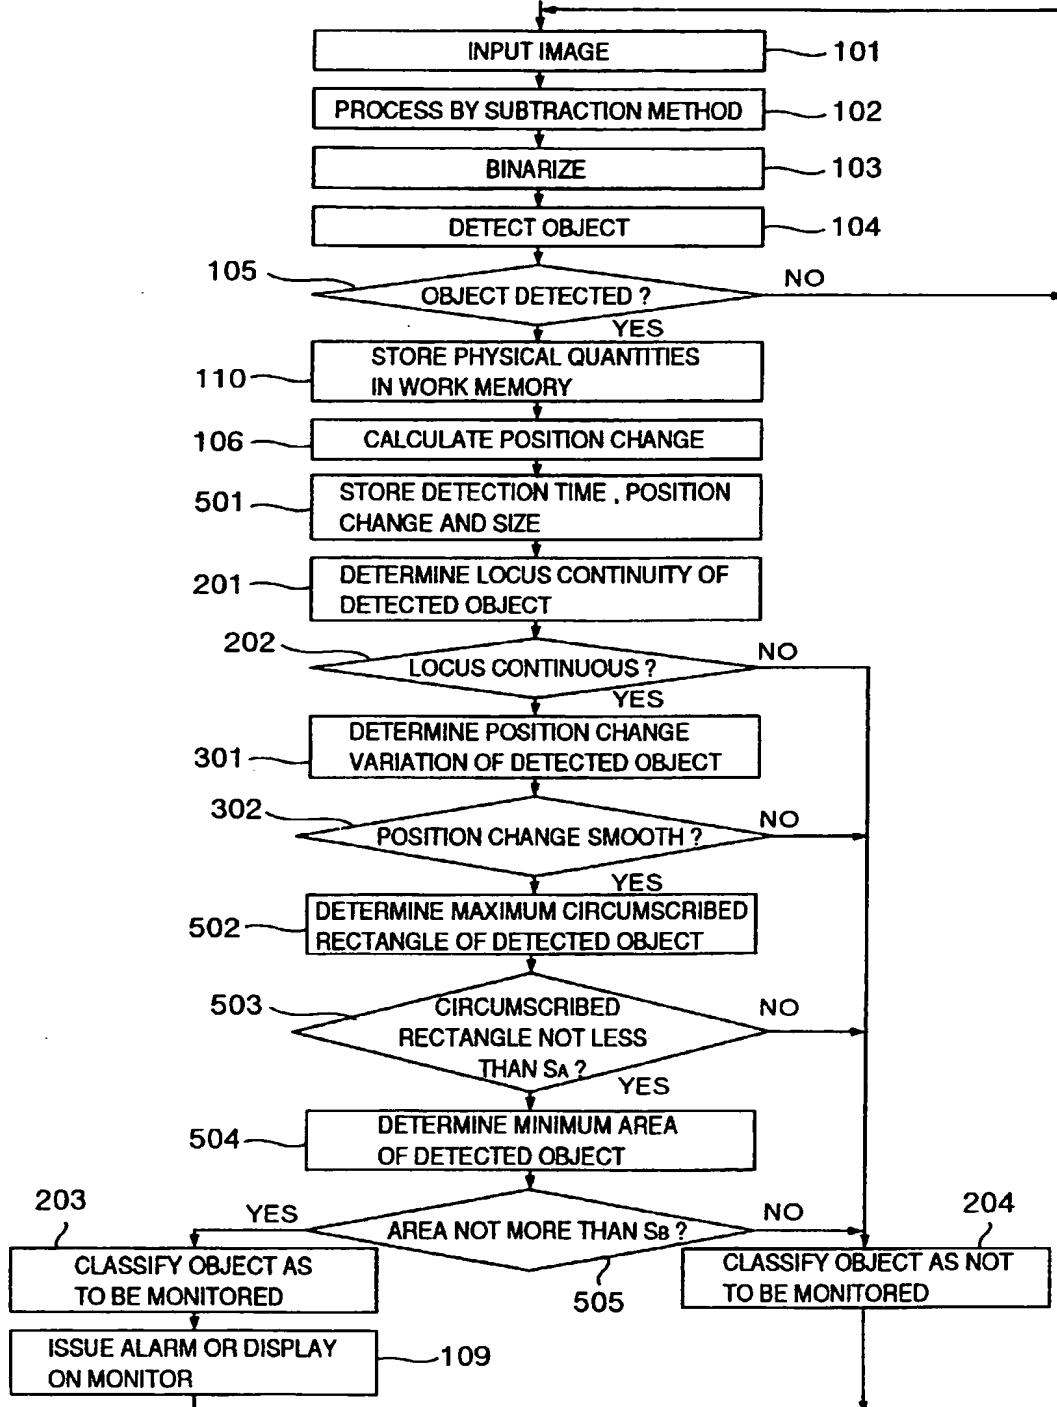 INPUT IMAGE
101
PROCESS BY SUBTRACTION METHOD
102
BINARIZE
103
DETECT OBJECT
104
105
OBJECT DETECTED ?
NO
YES
STORE PHYSICAL QUANTITIES
IN WORK MEMORY
110
CALCULATE POSITION CHANGE
106
STORE DETECTION TIME , POSITION
CHANGE AND SIZE
501
DETERMINE LOCUS CONTINUITY OF
DETECTED OBJECT
201
202
LOCUS CONTINUOUS ?
NO
YES
DETERMINE POSITION CHANGE
VARIATION OF DETECTED OBJECT
301
302
POSITION CHANGE SMOOTH ?
NO
YES
DETERMINE MAXIMUM CIRCUMSCRIBED
RECTANGLE OF DETECTED OBJECT
502
503
CIRCUMSCRIBED
RECTANGLE NOT LESS
THAN SA ?
NO
YES
DETERMINE MINIMUM AREA
OF DETECTED OBJECT
504
AREA NOT MORE THAN SB ?
YES
NO
505
203
CLASSIFY OBJECT AS
TO BE MONITORED
204
CLASSIFY OBJECT AS NOT
TO BE MONITORED
ISSUE ALARM OR DISPLAY
ON MONITOR
109